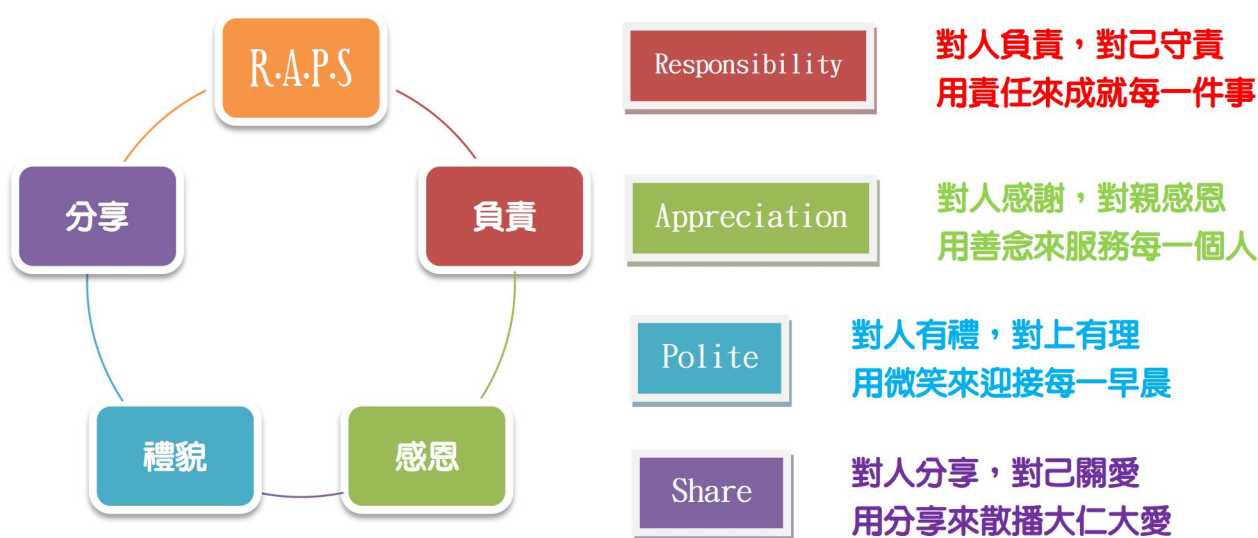 R.A.P.S
分享
負責
禮貌
感恩
Responsibility
對人負責，對己守責
用責任來成就每一件事
Appreciation
對人感謝，對親感恩
用善念來服務每一個人
Polite
對人有禮，對上有理
用微笑來迎接每一早晨
Share
對人分享，對己關愛
用分享來散播大仁大愛